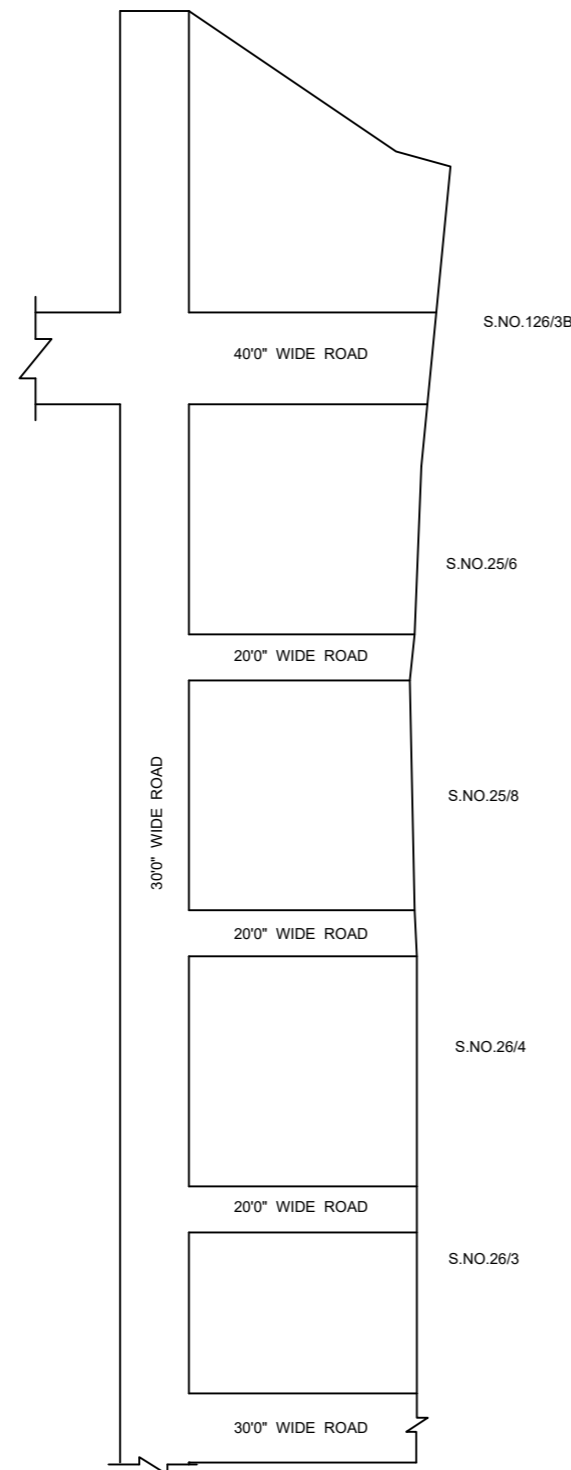 S.NO.126/3B
40'0" WIDE ROAD
S.NO.25/6
20'0" WIDE ROAD
30'0" WIDE ROAD
S.NO.25/8
20'0" WIDE ROAD
S.NO.26/4
20'0" WIDE ROAD
S.NO.26/3
30'0" WIDE ROAD